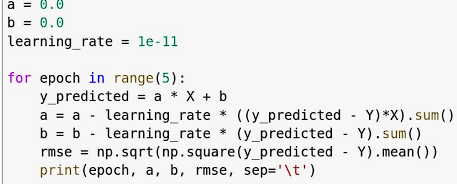 a = 0.0
b = 0.0
learning_rate = 1e-11

for epoch in range(5):
    y_predicted = a * X + b
    a = a - learning_rate * ((y_predicted - Y)*X).sum()
    b = b - learning_rate * (y_predicted - Y).sum()
    rmse = np.sqrt(np.square(y_predicted - Y).mean())
    print(epoch, a, b, rmse, sep='\t')